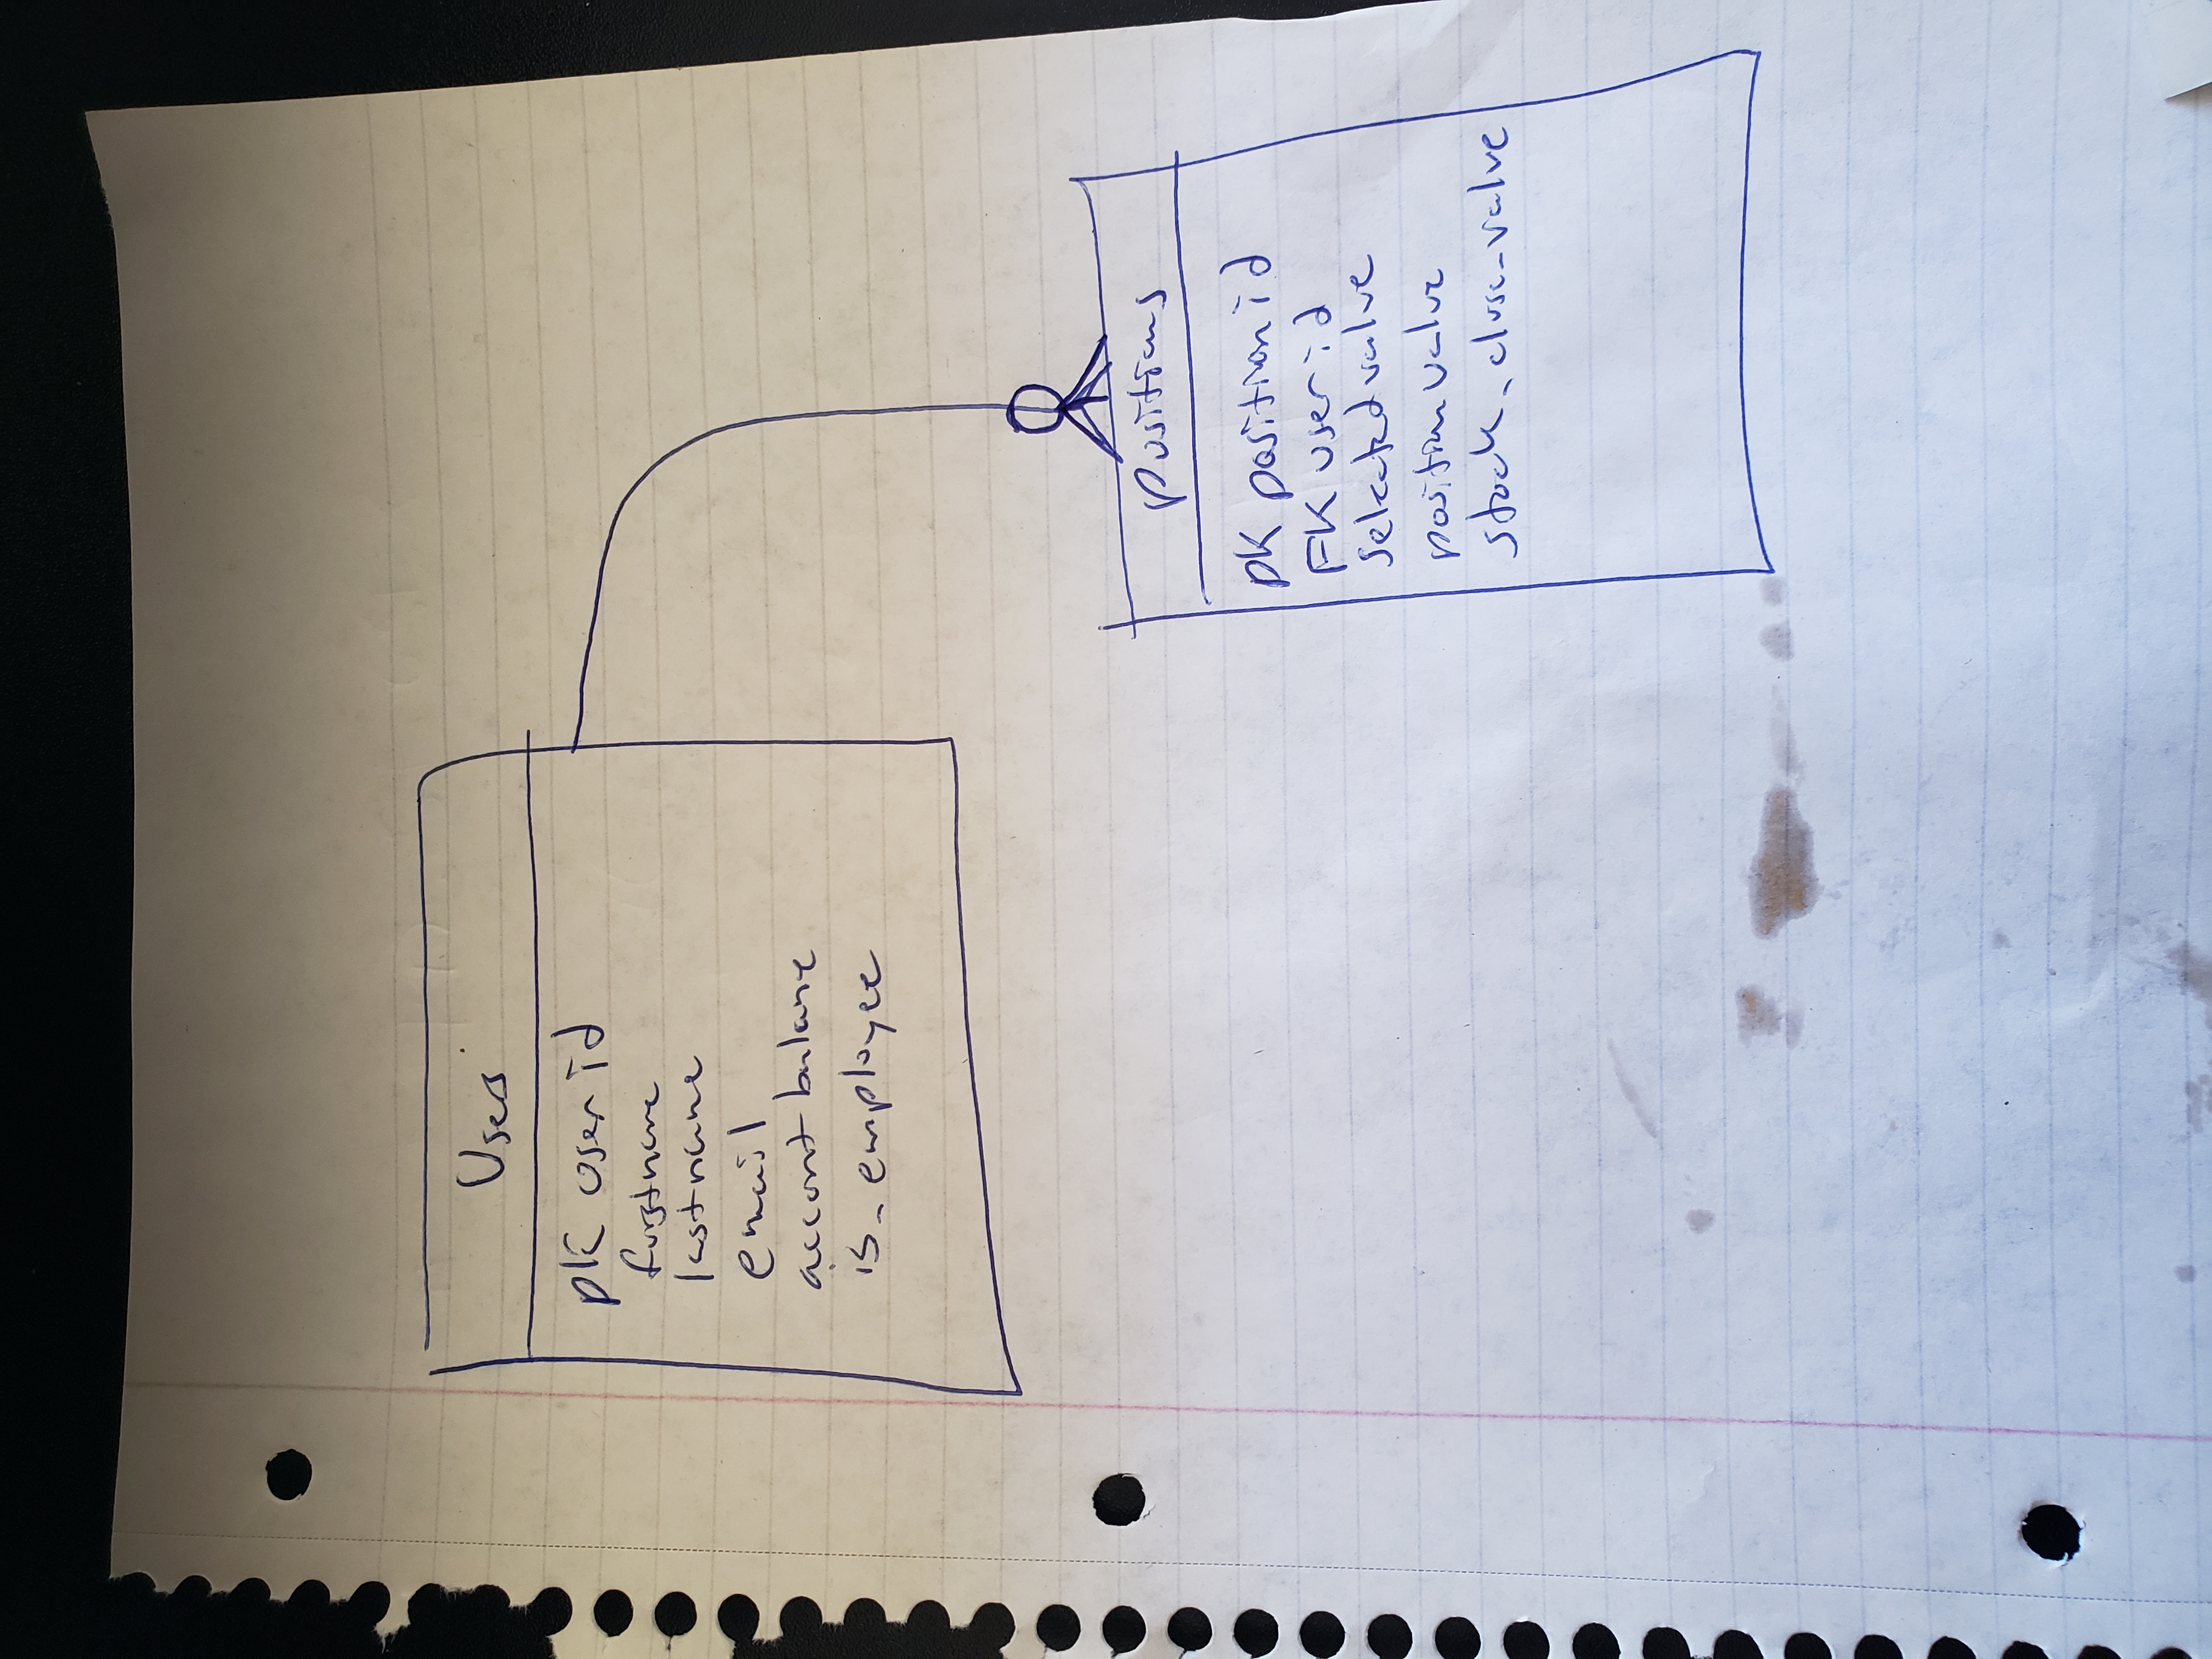 Users
PK user id
firstname
lastname
email
account balance
is_employee
positions
PK position id
FK user id
selected value
position value
stock_close_value